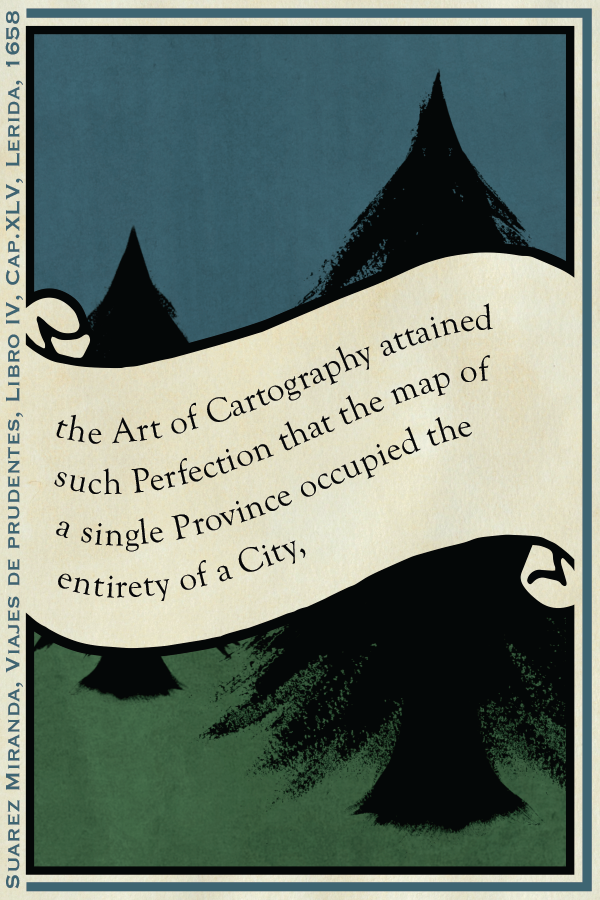 Suarez Miranda, Viajes de prudentes, Libro IV, Cap.XLV, Lerida, 1658
the Art of Cartography attained
such Perfection that the map of
a single Province occupied the
entirety of a City,